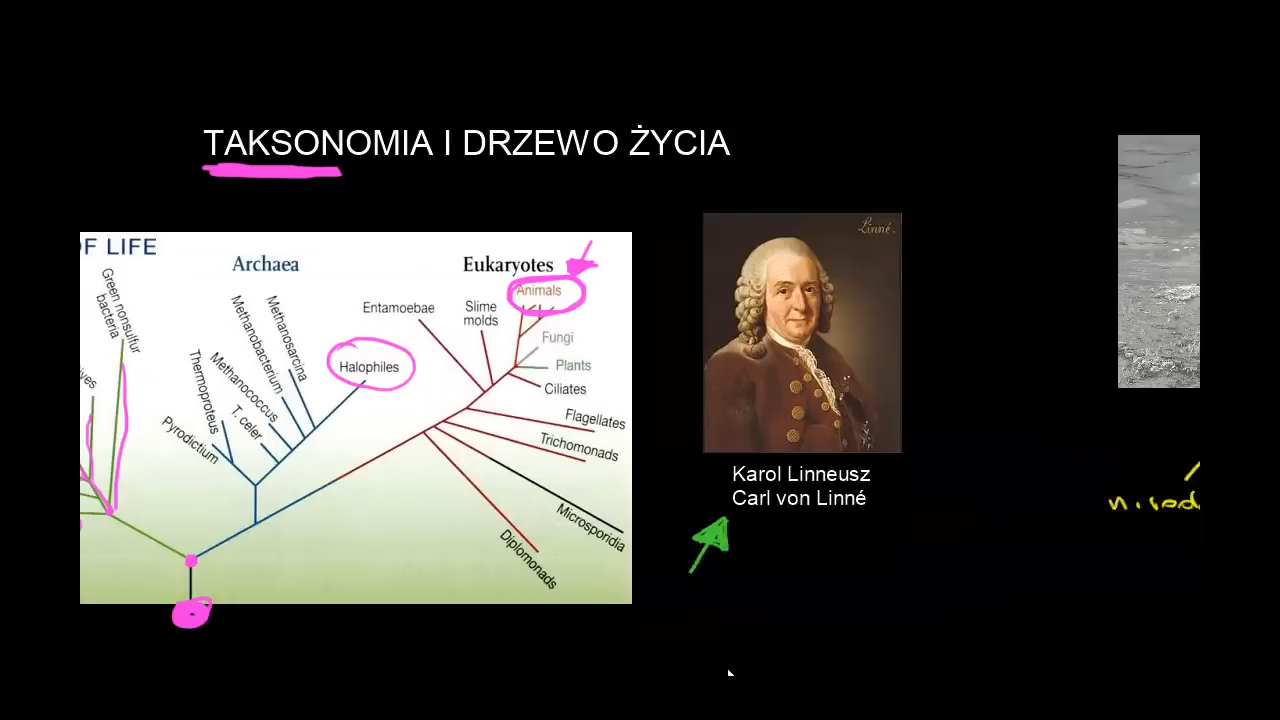 TAKSONOMIA I DRZEWO ŻYCIA
OF LIFE
Archaea
Eukaryotes
Green nonsulfur
bacteria
Pyrodictium
Thermoproteus
T. celer
Methanococcus
Methanobacterium
Methanosarcina
Halophiles
Entamoebae
Slime
molds
Animals
Fungi
Plants
Ciliates
Flagellates
Trichomonads
Microsporidia
Diplomonads
Linné.
Karol Linneusz
Carl von Linné